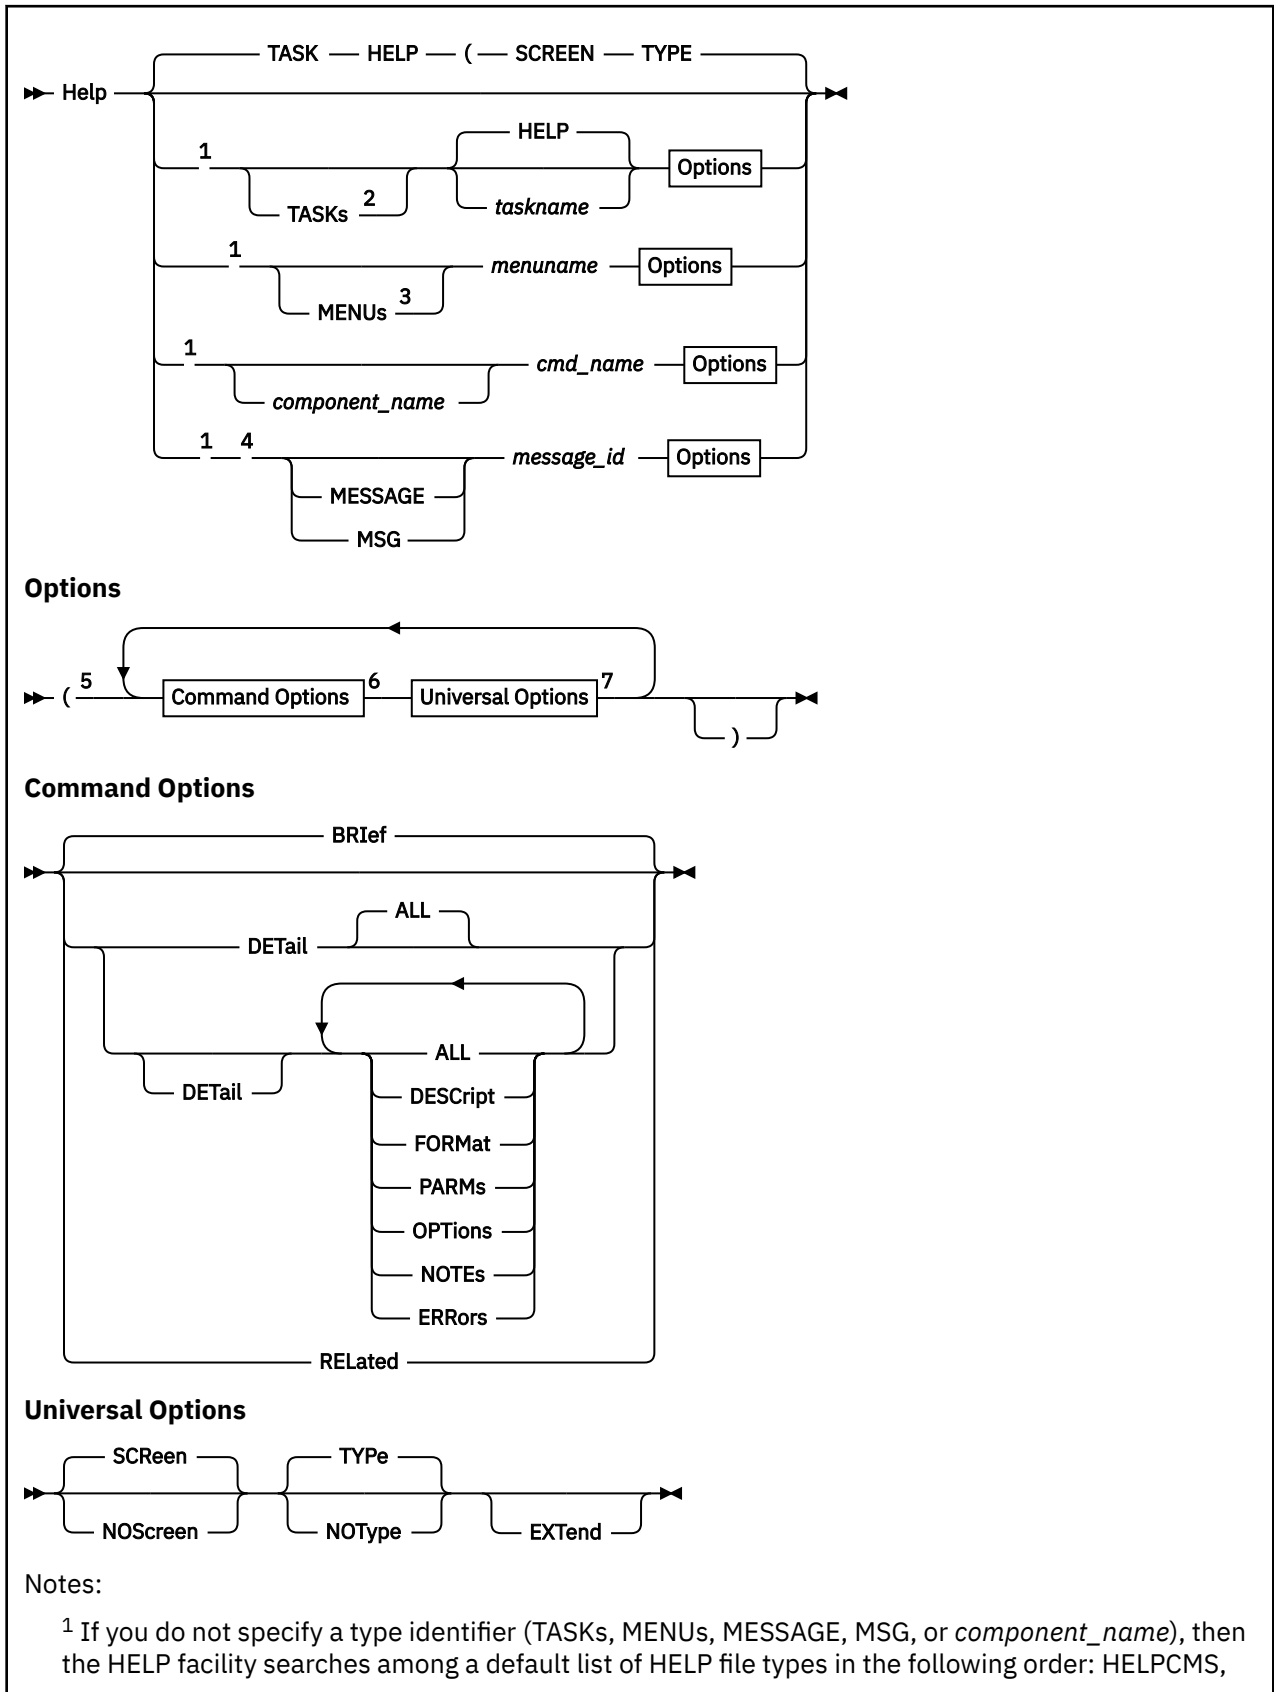 TASK HELP ( SCREEN TYPE
Help
HELP
1 Options
TASKs 2 taskname
1 menuname Options
MENUs 3
1 cmd_name Options
component_name
1 4 message_id Options
MESSAGE
MSG
Options
( 5 Command Options 6 Universal Options 7
)
Command Options
BRIef
ALL
DETail
ALL
DETail DESCript
FORMat
PARMs
OPTions
NOTEs
ERRors
RELated
Universal Options
SCReen TYPe
NOScreen NOType EXTend
Notes:
1 If you do not specify a type identifier (TASKs, MENUs, MESSAGE, MSG, or component_name), then
the HELP facility searches among a default list of HELP file types in the following order: HELPCMS,